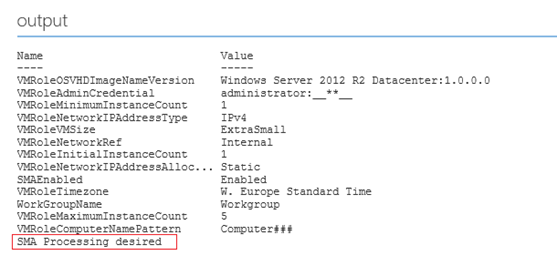 output
Name Value
---- -----
VMRoleOSVHDImageNameVersion Windows Server 2012 R2 Datacenter:1.0.0.0
VMRoleAdminCredential administrator:__**__
VMRoleMinimumInstanceCount 1
VMRoleNetworkIPAddressType IPv4
VMRoleVMSize ExtraSmall
VMRoleNetworkRef Internal
VMRoleInitialInstanceCount 1
VMRoleNetworkIPAddressAlloc... Static
SMAEnabled Enabled
VMRoleTimezone W. Europe Standard Time
WorkGroupName Workgroup
VMRoleMaximumInstanceCount 5
VMRoleComputerNamePattern Computer###
SMA Processing desired